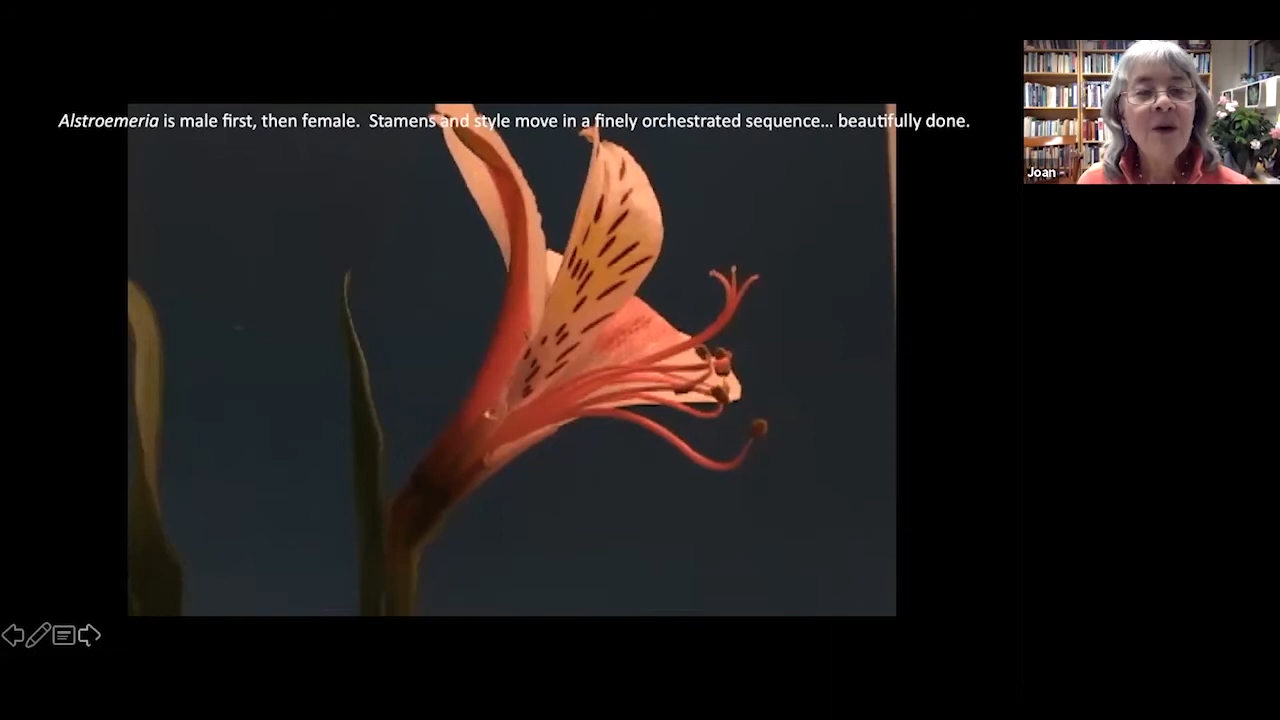 Alstroemeria is male first, then female. Stamens and style move in a finely orchestrated sequence... beautifully done.
Joan